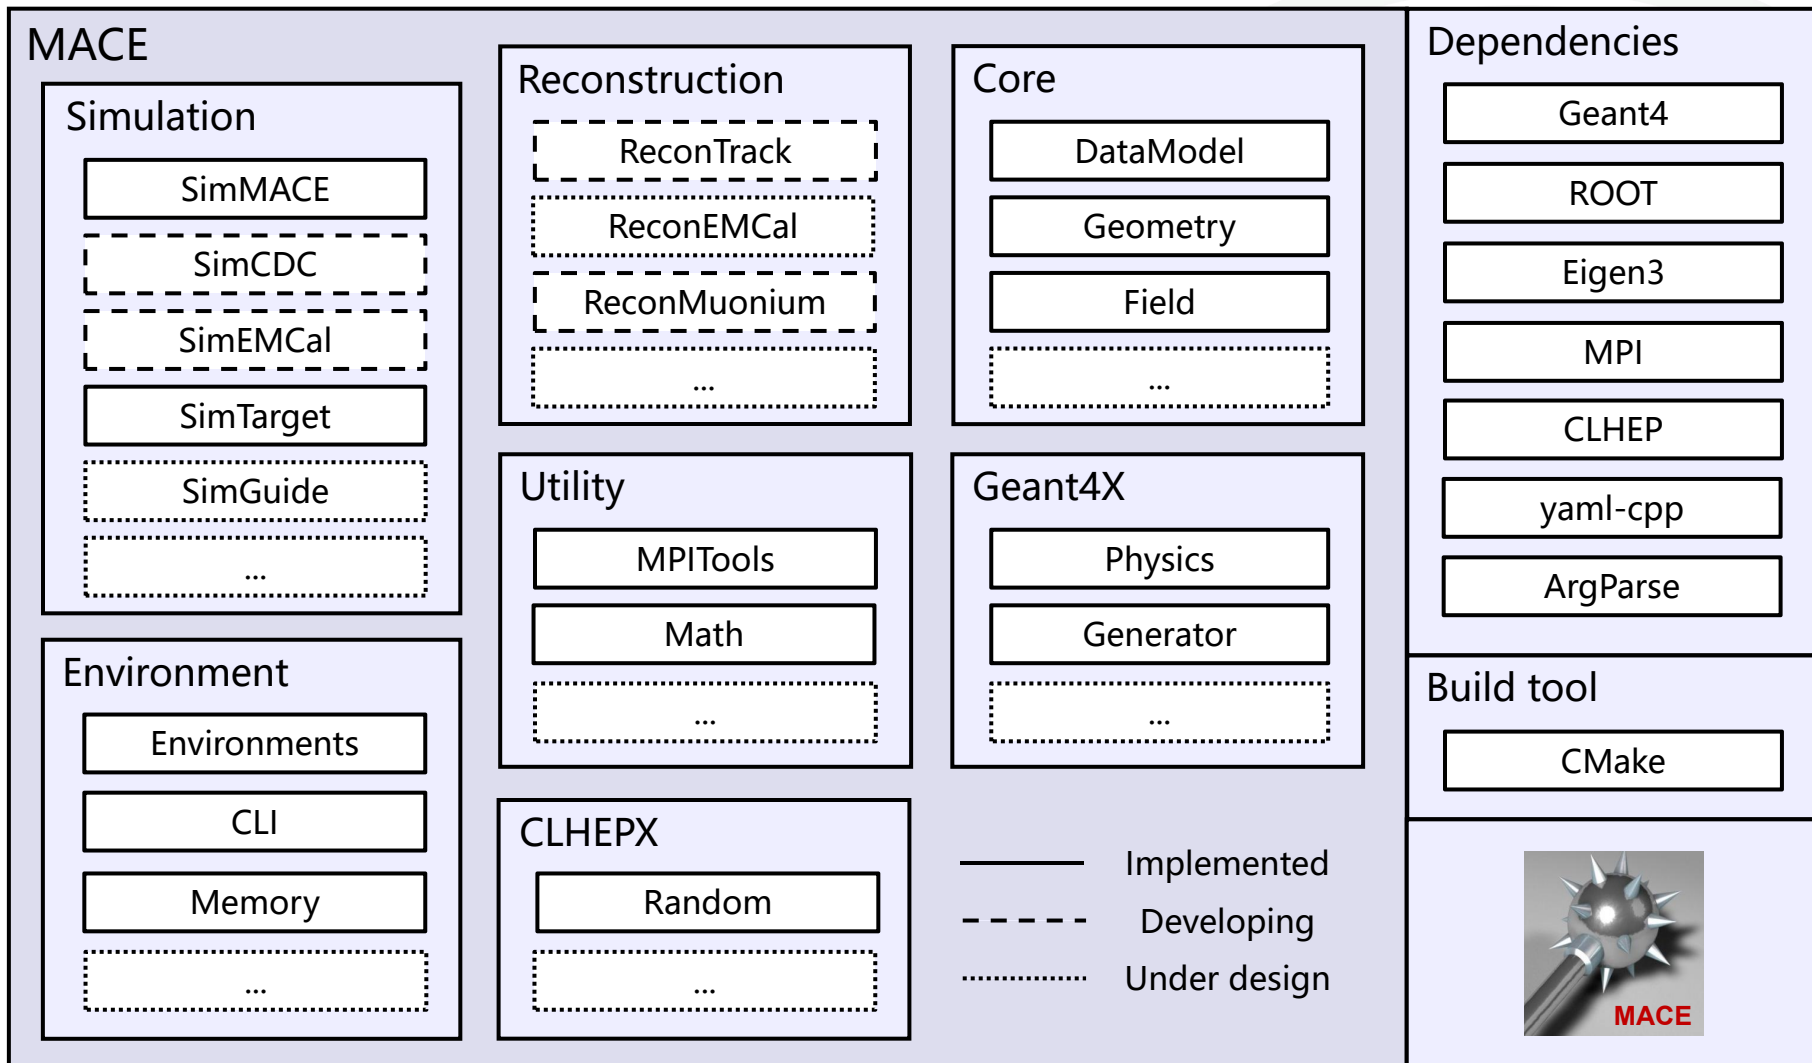 MACE
Simulation
SimMACE
SimCDC
SimEMCal
SimTarget
SimGuide
...
Environment
Environments
CLI
Memory
...
Reconstruction
ReconTrack
ReconEMCal
ReconMuonium
...
Utility
MPITools
Math
...
CLHEPX
Random
...
Core
DataModel
Geometry
Field
...
Geant4X
Physics
Generator
...
Implemented
Developing
Under design
Dependencies
Geant4
ROOT
Eigen3
MPI
CLHEP
yaml-cpp
ArgParse
Build tool
CMake
MACE